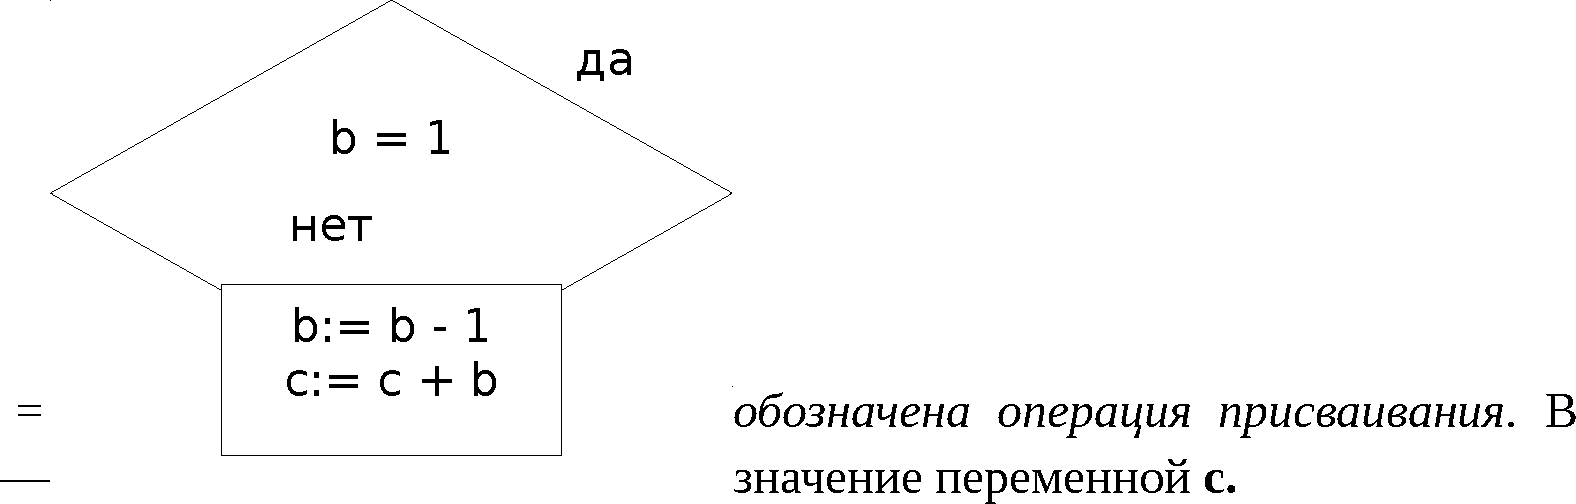 да
b = 1
нет
b:= b - 1
c:= c + b
= обозначена операция присваивания. В
значение переменной с.